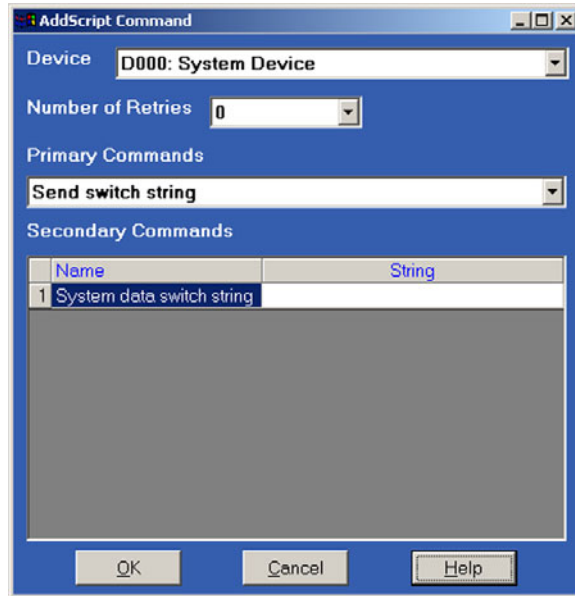 AddScript Command
Device D000: System Device
Number of Retries 0
Primary Commands
Send switch string
Secondary Commands
Name String
1 System data switch string
OK Cancel Help